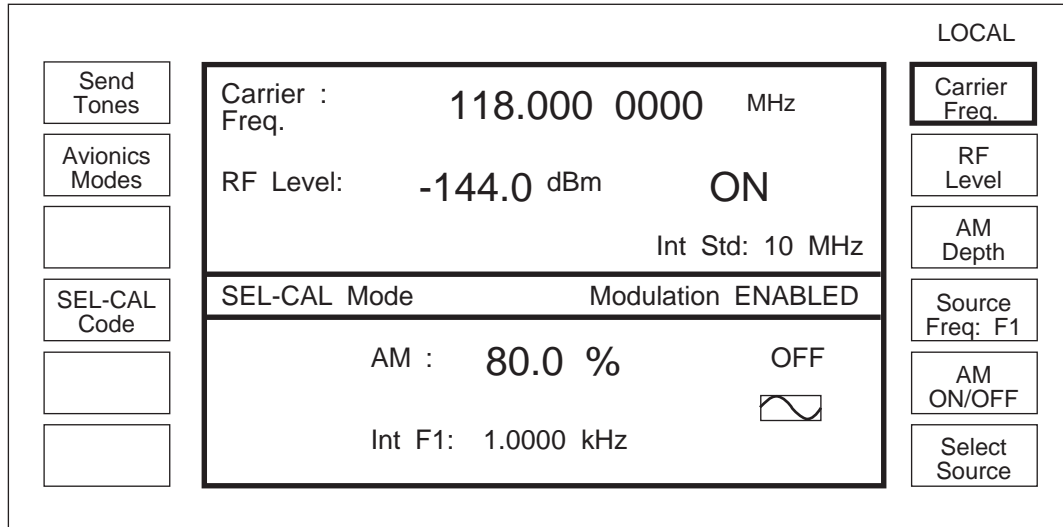 LOCAL
Send
Tones
Avionics
Modes
SEL-CAL
Code
Carrier :
Freq.
118.000 0000 MHz
RF Level: -144.0 dBm ON
Int Std: 10 MHz
SEL-CAL Mode Modulation ENABLED
AM : 80.0 % OFF
Int F1: 1.0000 kHz
Carrier
Freq.
RF
Level
AM
Depth
Source
Freq: F1
AM
ON/OFF
Select
Source